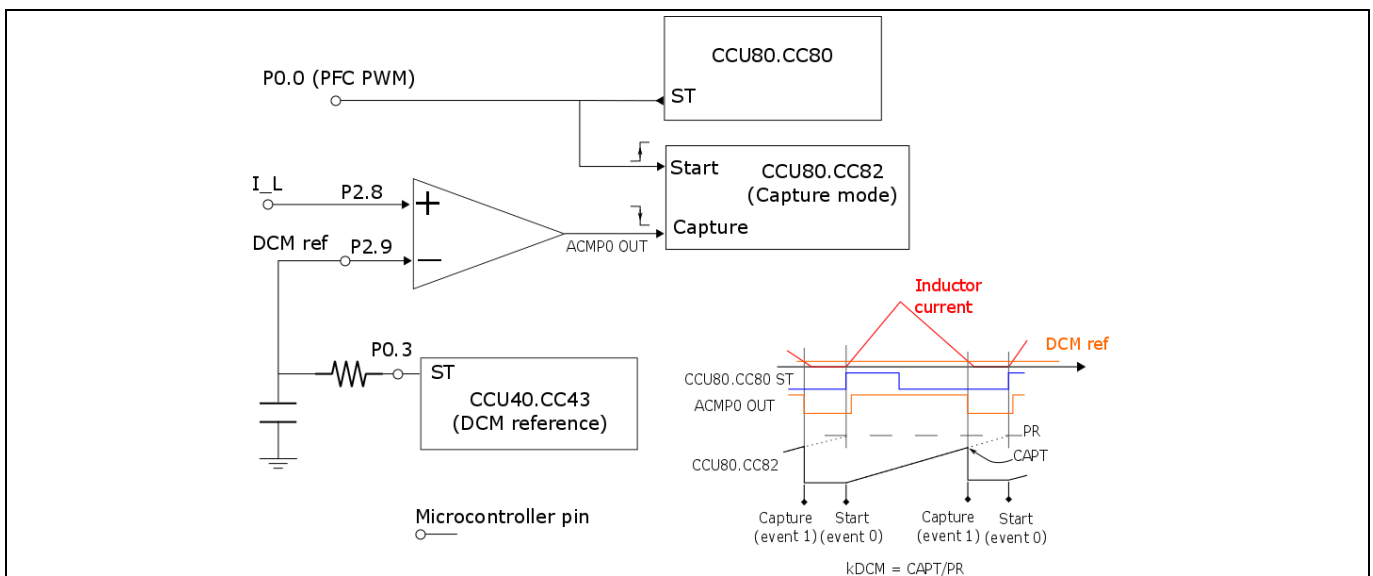 CCU80.CC80
P0.0 (PFC PWM)
ST
Start
CCU80.CC82
(Capture mode)
Capture
I_L
P2.8
+
DCM ref
P2.9
−
ACMP0 OUT
P0.3
ST
CCU40.CC43
(DCM reference)
Microcontroller pin
Inductor
current
DCM ref
CCU80.CC80 ST
ACMP0 OUT
PR
CAPT
CCU80.CC82
Capture
(event 1)
Start
(event 0)
Capture
(event 1)
Start
(event 0)
kDCM = CAPT/PR